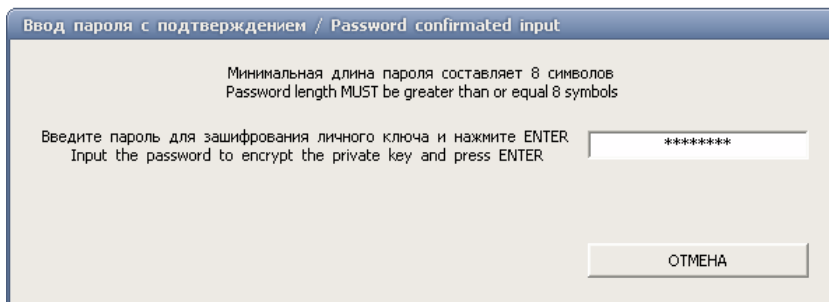 Ввод пароля с подтверждением / Password confirmated input
Минимальная длина пароля составляет 8 символов
Password length MUST be greater than or equal 8 symbols
Введите пароль для зашифрования личного ключа и нажмите ENTER
Input the password to encrypt the private key and press ENTER
********
ОТМЕНА